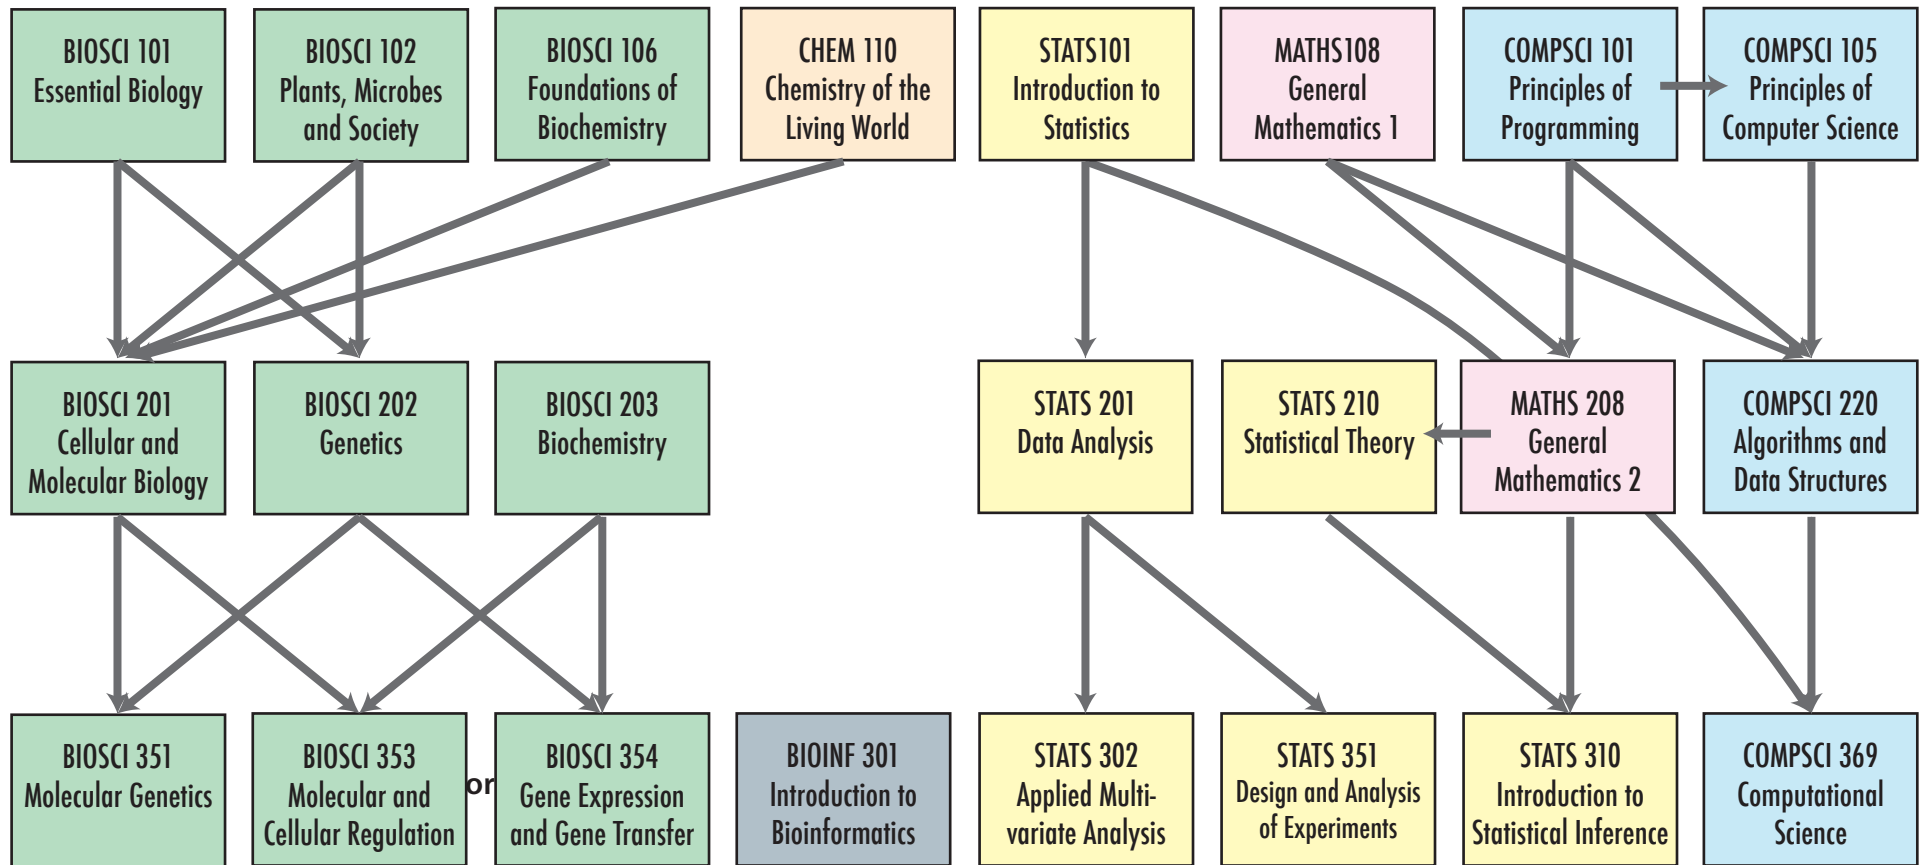 BIOSCI 101
Essential Biology
BIOSCI 102
Plants, Microbes
and Society
BIOSCI 106
Foundations of
Biochemistry
CHEM 110
Chemistry of the
Living World
STATS101
Introduction to
Statistics
MATHS108
General
Mathematics 1
COMPSCI 101
Principles of
Programming
COMPSCI 105
Principles of
Computer Science
BIOSCI 201
Cellular and
Molecular Biology
BIOSCI 202
Genetics
BIOSCI 203
Biochemistry
STATS 201
Data Analysis
STATS 210
Statistical Theory
MATHS 208
General
Mathematics 2
COMPSCI 220
Algorithms and
Data Structures
BIOSCI 351
Molecular Genetics
BIOSCI 353
Molecular and
Cellular Regulation
or
BIOSCI 354
Gene Expression
and Gene Transfer
BIOINF 301
Introduction to
Bioinformatics
STATS 302
Applied Multi-
variate Analysis
STATS 351
Design and Analysis
of Experiments
STATS 310
Introduction to
Statistical Inference
COMPSCI 369
Computational
Science